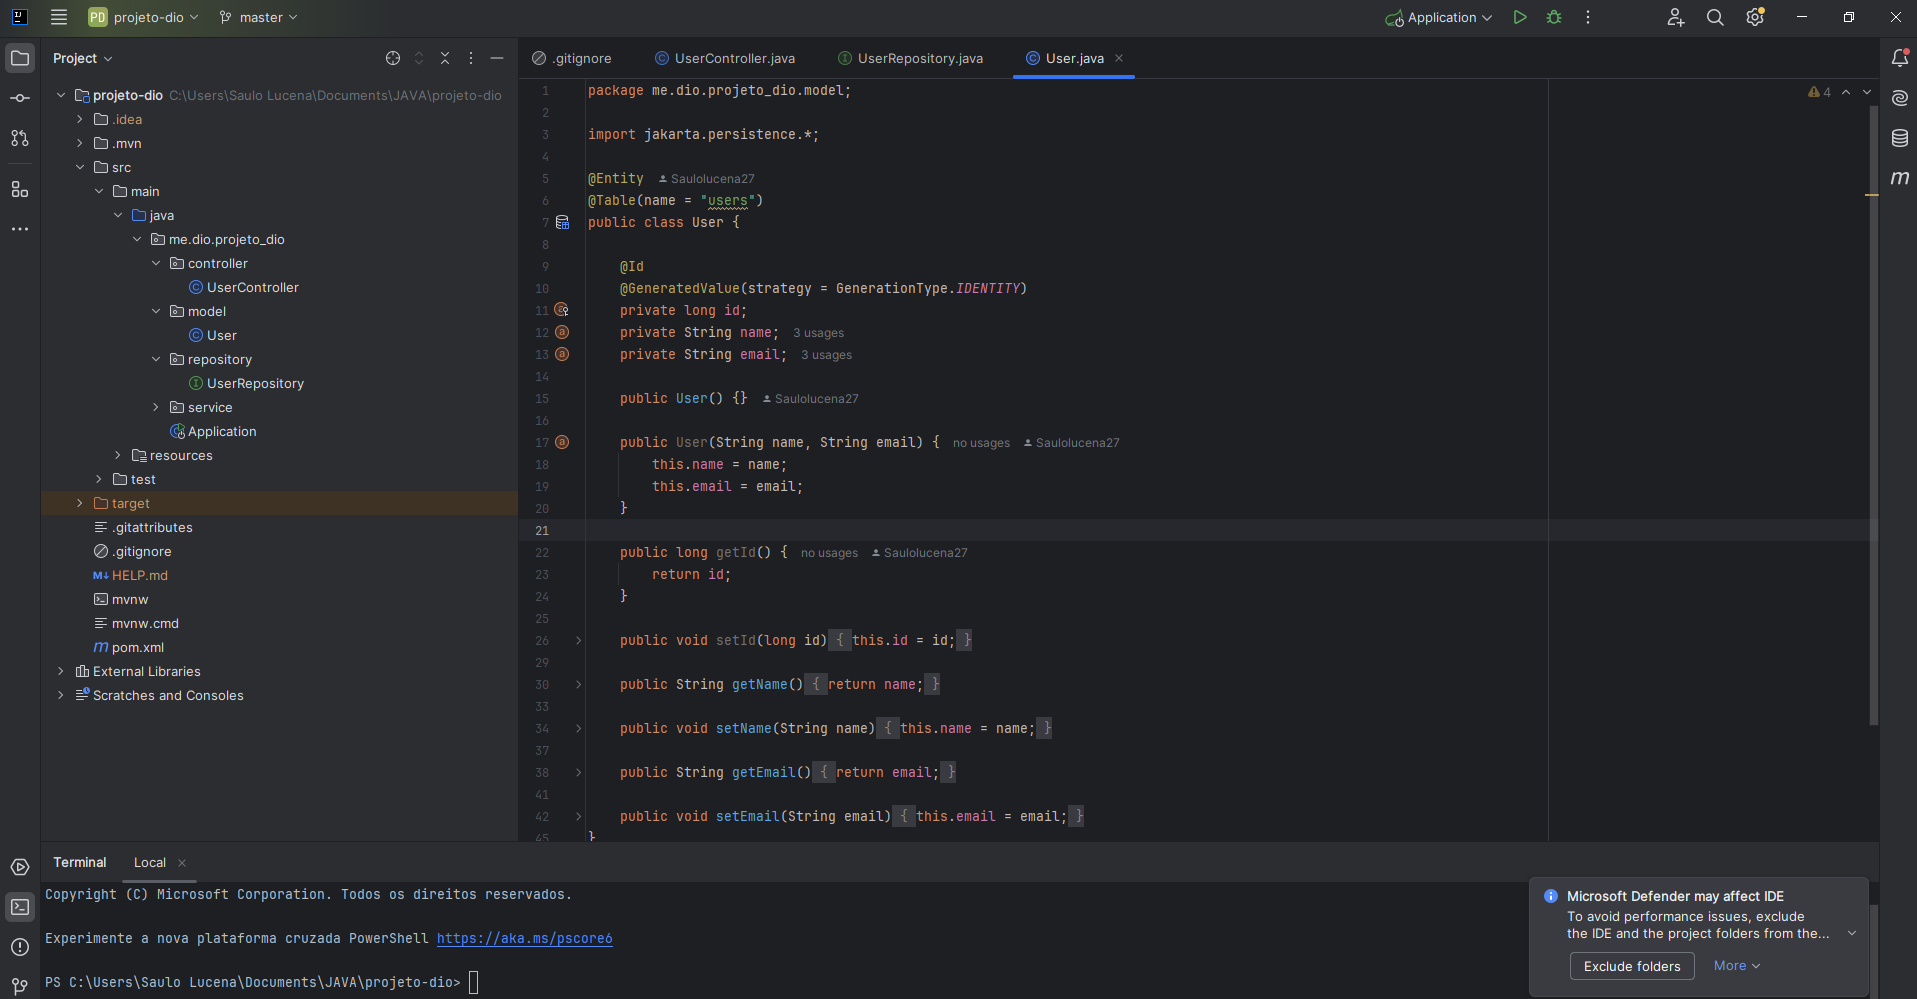 PD projeto-dio
master
Application
Project
projeto-dio C:\Users\Saulo Lucena\Documents\JAVA\projeto-dio
.idea
.mvn
src
main
java
me.dio.projeto_dio
controller
UserController
model
User
repository
UserRepository
service
Application
resources
test
target
.gitattributes
.gitignore
HELP.md
mvnw
mvnw.cmd
pom.xml
External Libraries
Scratches and Consoles
.gitignore
UserController.java
UserRepository.java
User.java
4
1 package me.dio.projeto_dio.model;
2
3 import jakarta.persistence.*;
4
5 @Entity Saulolucena27
6 @Table(name = "users")
7 public class User {
8
9 @Id
10 @GeneratedValue(strategy = GenerationType.IDENTITY)
11 private long id;
12 private String name; 3 usages
13 private String email; 3 usages
14
15 public User() {} Saulolucena27
16
17 public User(String name, String email) { no usages Saulolucena27
18 this.name = name;
19 this.email = email;
20 }
21
22 public long getId() { no usages Saulolucena27
23 return id;
24 }
25
26 public void setId(long id) { this.id = id; }
29
30 public String getName() { return name; }
33
34 public void setName(String name) { this.name = name; }
37
38 public String getEmail() { return email; }
41
42 public void setEmail(String email) { this.email = email; }
45 }
Terminal
Local
Copyright (C) Microsoft Corporation. Todos os direitos reservados.
Experimente a nova plataforma cruzada PowerShell https://aka.ms/pscore6
PS C:\Users\Saulo Lucena\Documents\JAVA\projeto-dio>
Microsoft Defender may affect IDE
To avoid performance issues, exclude
the IDE and the project folders from the...
Exclude folders
More